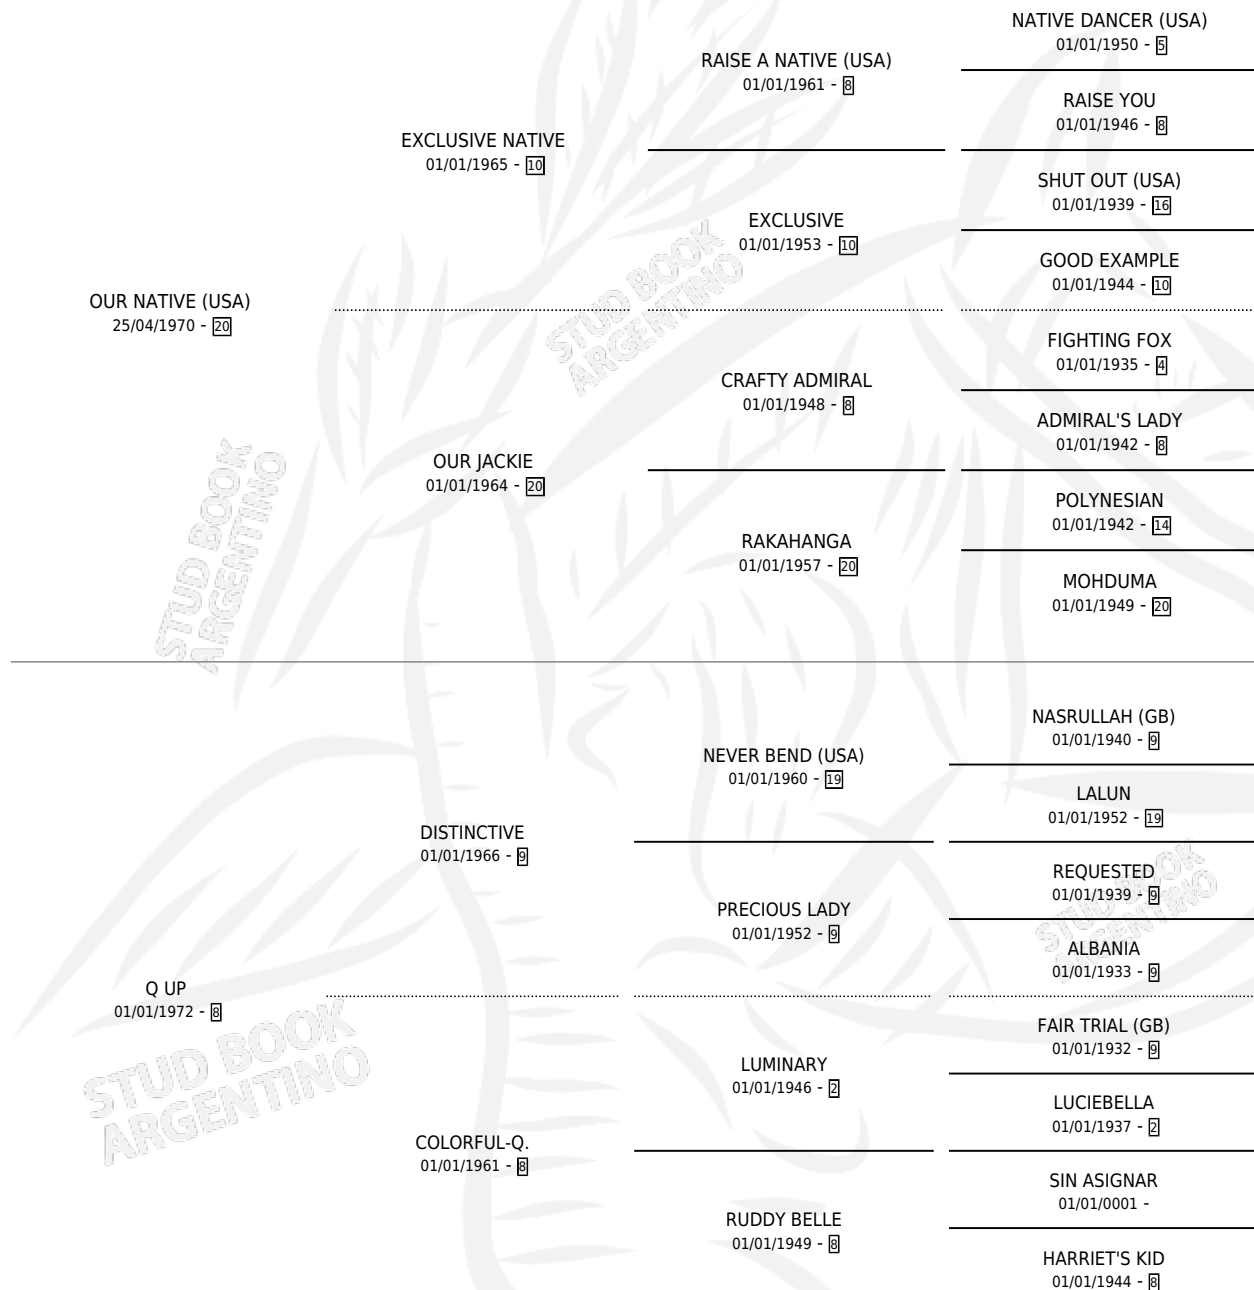 NATIVE DANCER (USA)
01/01/1950 - 5
RAISE A NATIVE (USA)
01/01/1961 - 8
RAISE YOU
01/01/1946 - 8
EXCLUSIVE NATIVE
01/01/1965 - 10
SHUT OUT (USA)
01/01/1939 - 16
EXCLUSIVE
01/01/1953 - 10
GOOD EXAMPLE
01/01/1944 - 10
OUR NATIVE (USA)
25/04/1970 - 20
FIGHTING FOX
01/01/1935 - 4
CRAFTY ADMIRAL
01/01/1948 - 8
ADMIRAL'S LADY
01/01/1942 - 8
OUR JACKIE
01/01/1964 - 20
POLYNESIAN
01/01/1942 - 14
RAKAHANGA
01/01/1957 - 20
MOHDUMA
01/01/1949 - 20
STUD BOOK
ARGENTINO
STUD BOOK
ARGENTINO
NASRULLAH (GB)
01/01/1940 - 9
NEVER BEND (USA)
01/01/1960 - 19
LALUN
01/01/1952 - 19
DISTINCTIVE
01/01/1966 - 9
REQUESTED
01/01/1939 - 9
PRECIOUS LADY
01/01/1952 - 9
ALBANIA
01/01/1933 - 9
STUD BOOK
ARGENTINO
Q UP
01/01/1972 - 8
FAIR TRIAL (GB)
01/01/1932 - 9
LUMINARY
01/01/1946 - 2
LUCIEBELLA
01/01/1937 - 2
STUD BOOK
ARGENTINO
COLORFUL-Q.
01/01/1961 - 8
SIN ASIGNAR
01/01/0001 -
RUDDY BELLE
01/01/1949 - 8
HARRIET'S KID
01/01/1944 - 8